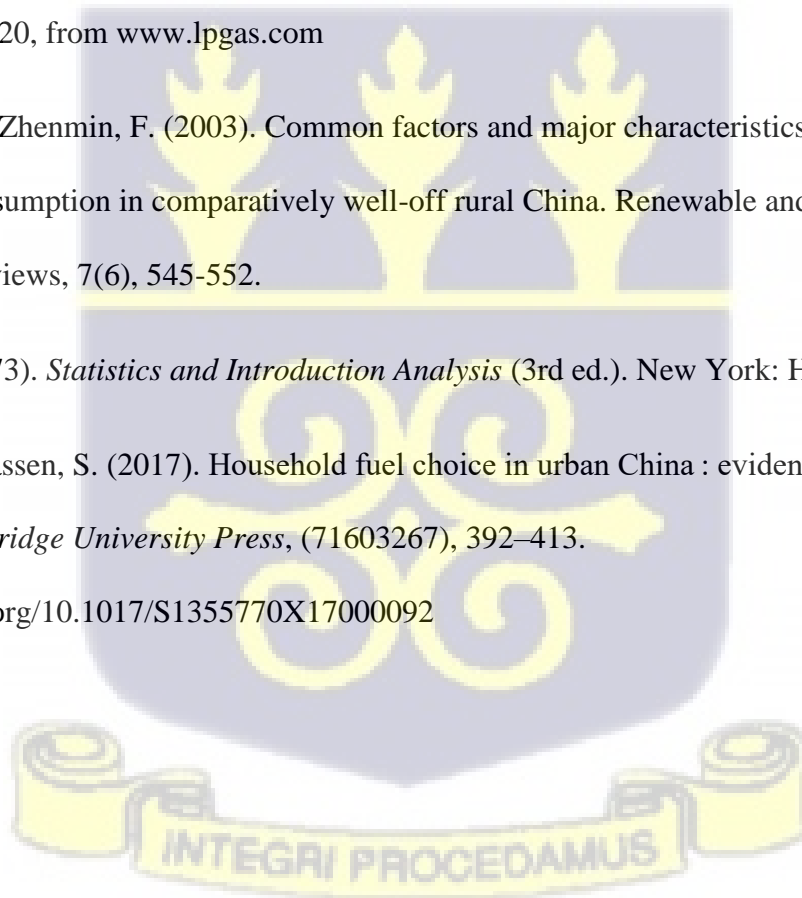 20, from www.lpgas.com
Zhenmin, F. (2003). Common factors and major characteristics
sumption in comparatively well-off rural China. Renewable and
views, 7(6), 545-552.
73). Statistics and Introduction Analysis (3rd ed.). New York: H
assen, S. (2017). Household fuel choice in urban China : eviden
ridge University Press, (71603267), 392–413.
org/10.1017/S1355770X17000092
INTEGRI PROCEDAMUS